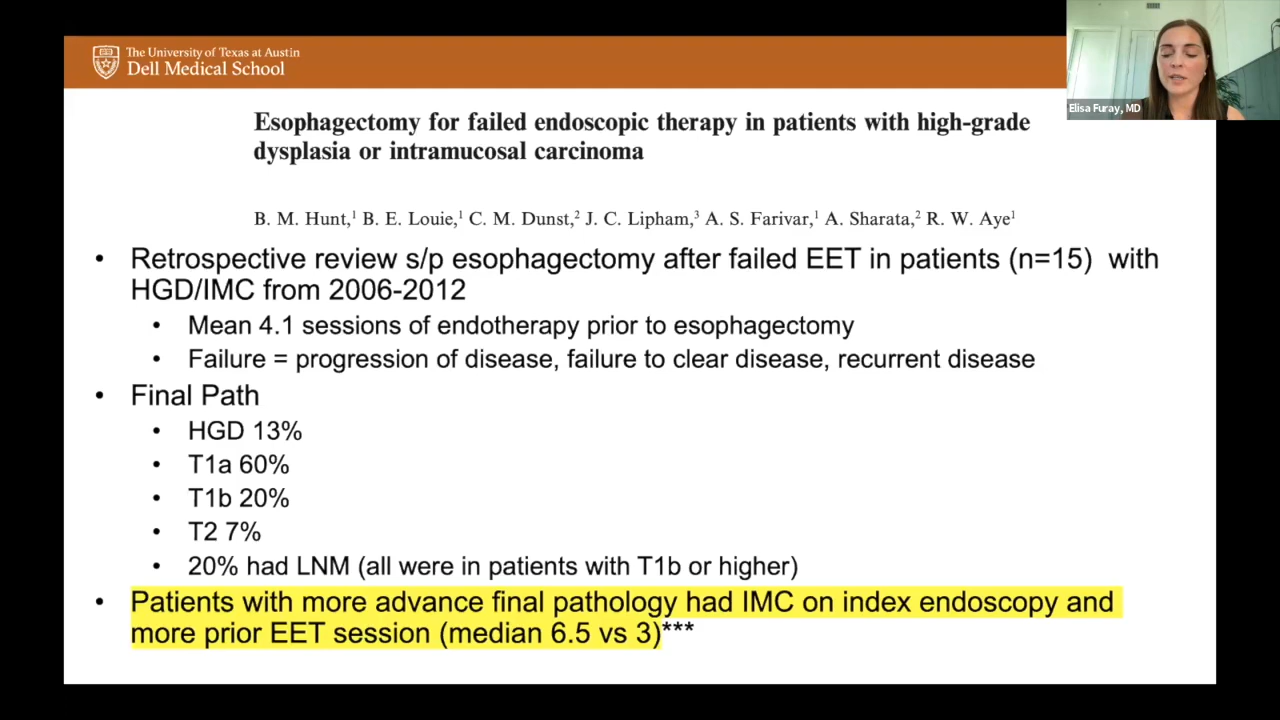 The University of Texas at Austin
Dell Medical School
Elisa Furay, MD
Esophagectomy for failed endoscopic therapy in patients with high-grade
dysplasia or intramucosal carcinoma
B. M. Hunt,¹ B. E. Louie,¹ C. M. Dunst,² J. C. Lipham,³ A. S. Farivar,¹ A. Sharata,² R. W. Aye¹
• Retrospective review s/p esophagectomy after failed EET in patients (n=15) with
HGD/IMC from 2006-2012
• Mean 4.1 sessions of endotherapy prior to esophagectomy
• Failure = progression of disease, failure to clear disease, recurrent disease
• Final Path
• HGD 13%
• T1a 60%
• T1b 20%
• T2 7%
• 20% had LNM (all were in patients with T1b or higher)
• Patients with more advance final pathology had IMC on index endoscopy and
more prior EET session (median 6.5 vs 3)***